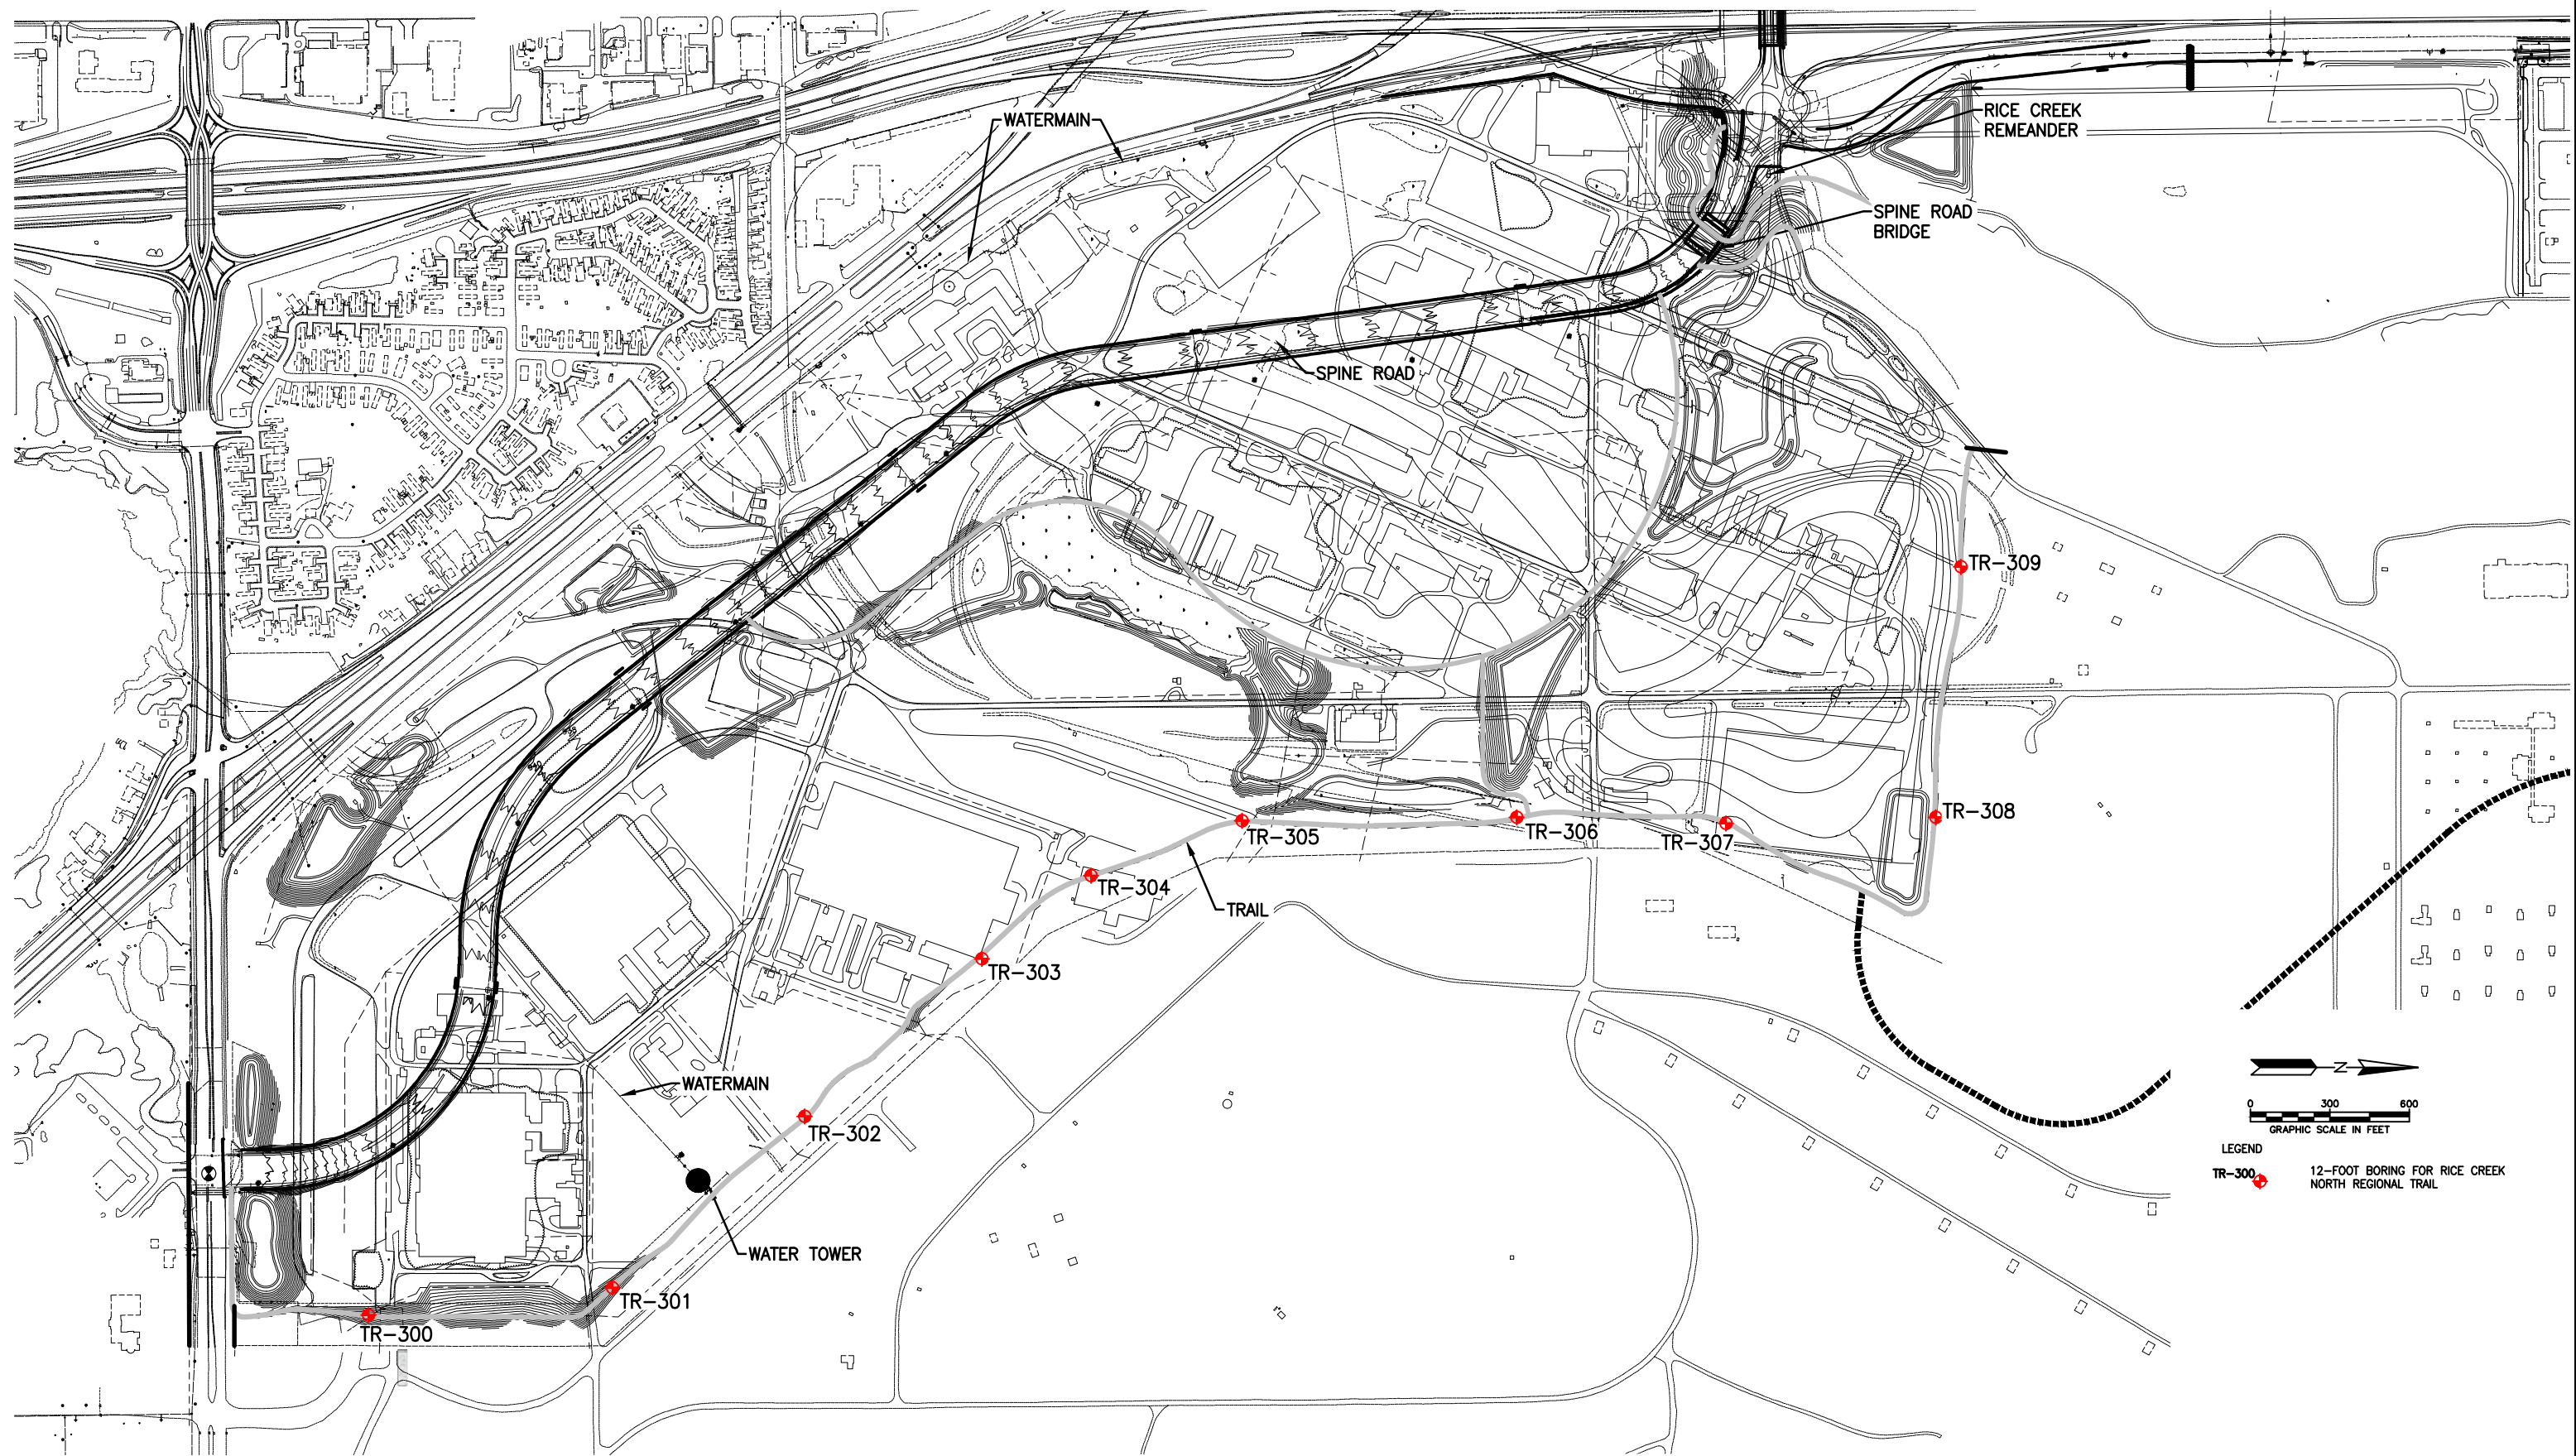 WATERMAIN
RICE CREEK
REMEANDER
SPINE ROAD
BRIDGE
SPINE ROAD
TR-309
TR-308
TR-305
TR-306
TR-307
TR-304
TRAIL
TR-303
WATERMAIN
TR-302
WATER TOWER
TR-301
TR-300
N
0 300 600
GRAPHIC SCALE IN FEET
LEGEND
TR-300 12-FOOT BORING FOR RICE CREEK
NORTH REGIONAL TRAIL